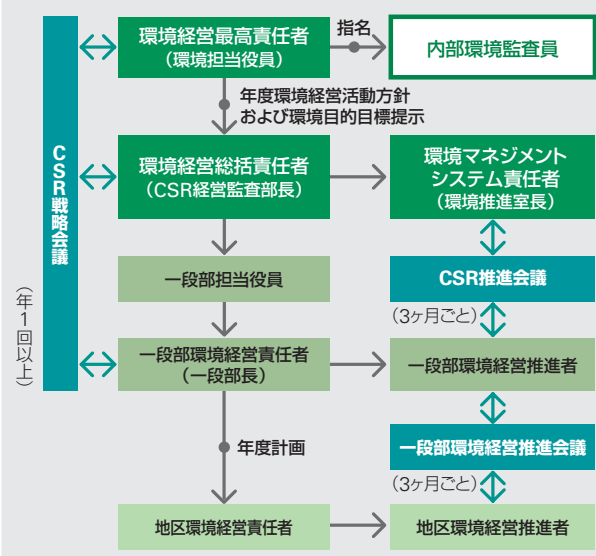 環境経営最高責任者
（環境担当役員）
指名
内部環境監査員
年度環境経営活動方針
および環境目的目標提示
CSR戦略会議
（年1回以上）
環境経営総括責任者
（CSR経営監査部長）
環境マネジメント
システム責任者
（環境推進室長）
一段部担当役員
CSR推進会議
（3ヶ月ごと）
一段部環境経営責任者
（一段部長）
一段部環境経営推進者
年度計画
一段部環境経営推進会議
（3ヶ月ごと）
地区環境経営責任者
地区環境経営推進者